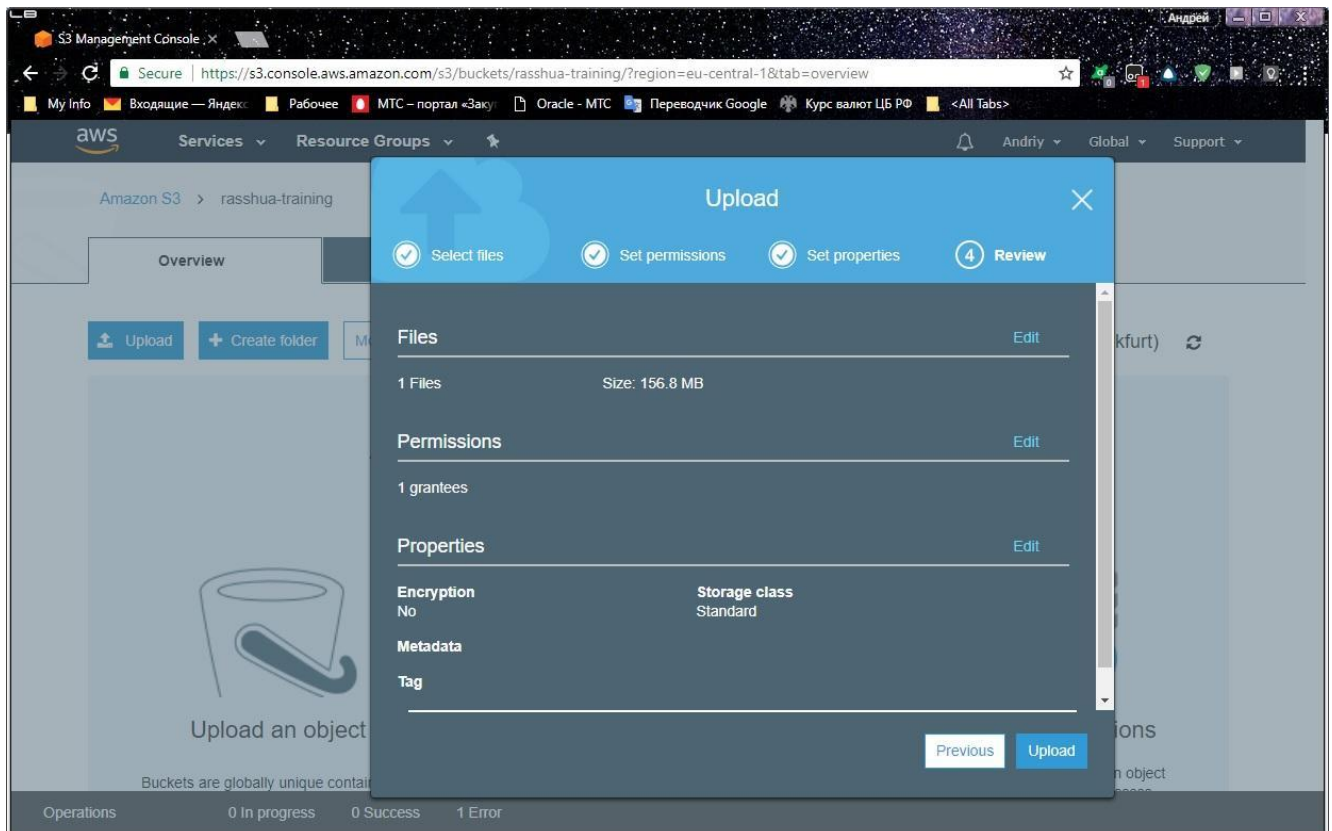 Андрей
S3 Management Console
Secure | https://s3.console.aws.amazon.com/s3/buckets/rasshua-training/?region=eu-central-1&tab=overview
My Info Входящие — Яндекс Рабочее МТС – портал «Заку Oracle - МТС Переводчик Google Курс валют ЦБ РФ <All Tabs>
aws Services Resource Groups Andriy Global Support
Amazon S3 > rasshua-training
Overview
Upload Create folder
kfurt)
Upload
Select files Set permissions Set properties 4 Review
Files Edit
1 Files Size: 156.8 MB
Permissions Edit
1 grantees
Properties Edit
Encryption Storage class
No Standard
Metadata
Tag
Previous Upload
Upload an object
ions
Buckets are globally unique contai
n object
Operations 0 In progress 0 Success 1 Error